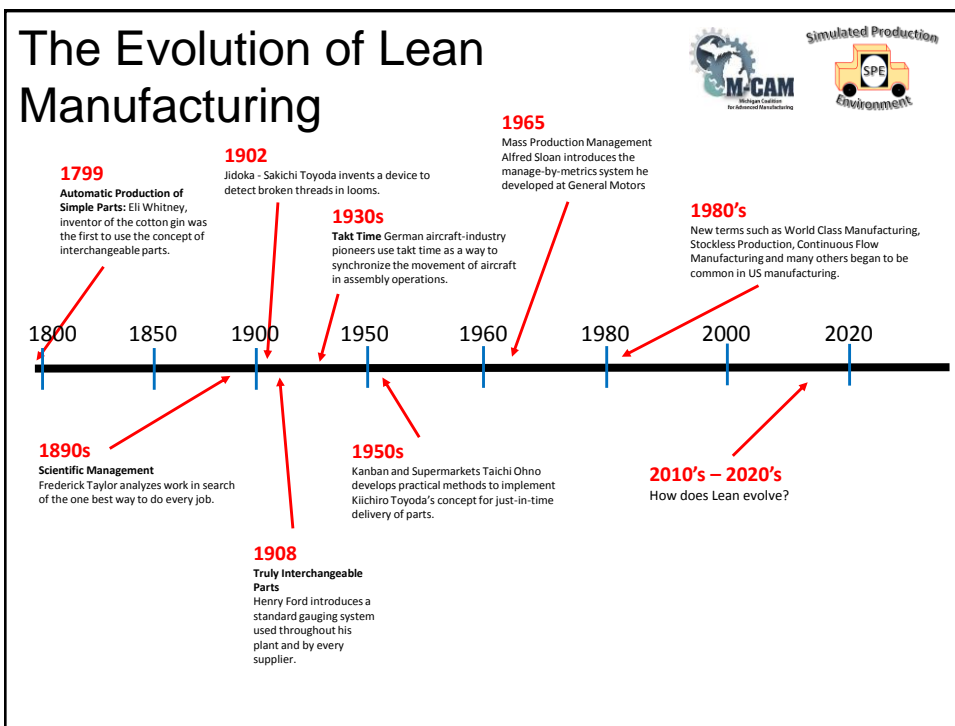 The Evolution of Lean
Manufacturing
M-CAM
Michigan Coalition
for Advanced Manufacturing
Simulated Production
SPE
Environment
1799
Automatic Production of
Simple Parts: Eli Whitney,
inventor of the cotton gin was
the first to use the concept of
interchangeable parts.
1902
Jidoka - Sakichi Toyoda invents a device to
detect broken threads in looms.
1930s
Takt Time German aircraft-industry
pioneers use takt time as a way to
synchronize the movement of aircraft
in assembly operations.
1965
Mass Production Management
Alfred Sloan introduces the
manage-by-metrics system he
developed at General Motors
1980's
New terms such as World Class Manufacturing,
Stockless Production, Continuous Flow
Manufacturing and many others began to be
common in US manufacturing.
1800 1850 1900 1950 1960 1980 2000 2020
1890s
Scientific Management
Frederick Taylor analyzes work in search
of the one best way to do every job.
1908
Truly Interchangeable
Parts
Henry Ford introduces a
standard gauging system
used throughout his
plant and by every
supplier.
1950s
Kanban and Supermarkets Taichi Ohno
develops practical methods to implement
Kiichiro Toyoda's concept for just-in-time
delivery of parts.
2010's – 2020's
How does Lean evolve?